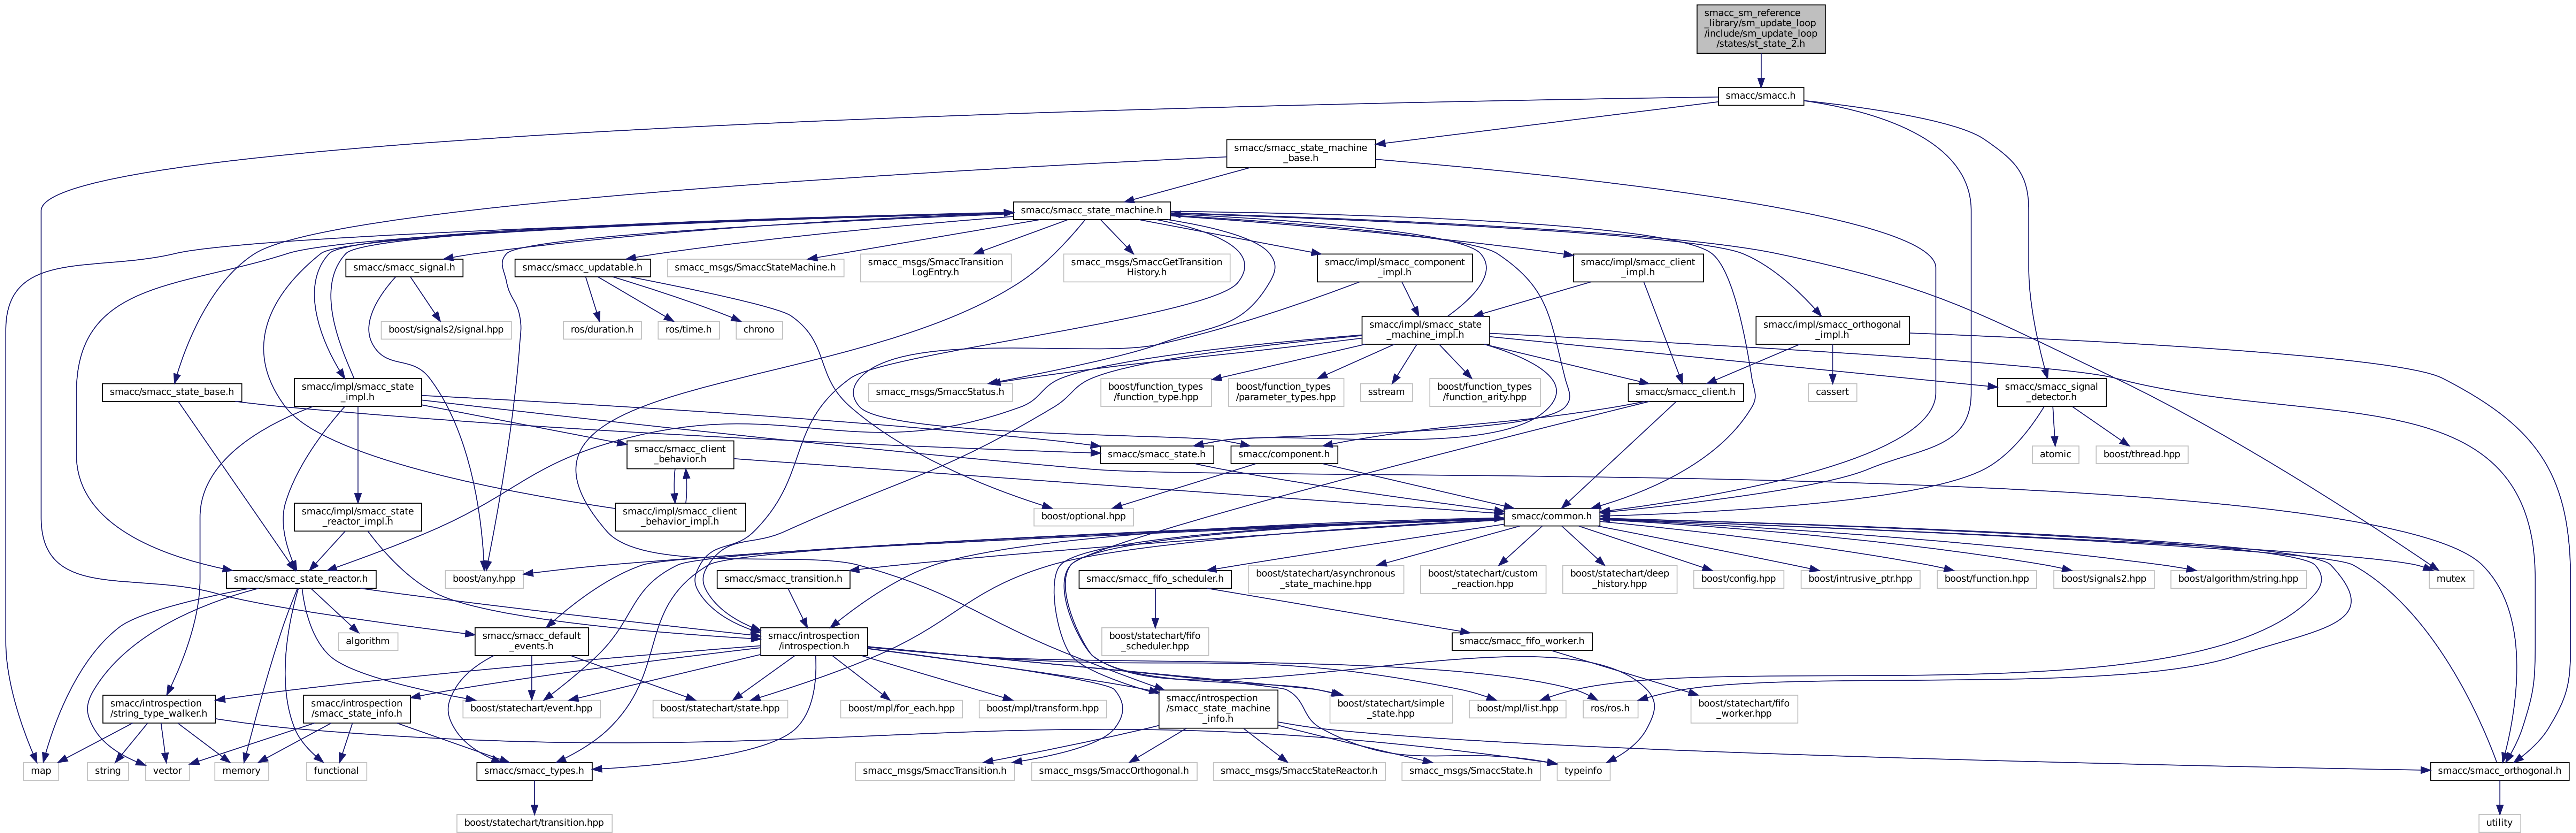 smacc_sm_reference
_library/sm_update_loop
/include/sm_update_loop
/states/st_state_2.h
smacc/smacc.h
smacc/smacc_state_machine
_base.h
smacc/smacc_state_machine.h
smacc/smacc_signal.h
smacc/smacc_updatable.h
smacc_msgs/SmaccStateMachine.h
smacc_msgs/SmaccTransition
LogEntry.h
smacc_msgs/SmaccGetTransition
History.h
smacc/impl/smacc_component
_impl.h
smacc/impl/smacc_client
_impl.h
boost/signals2/signal.hpp
ros/duration.h
ros/time.h
chrono
smacc/impl/smacc_state
_machine_impl.h
smacc/impl/smacc_orthogonal
_impl.h
smacc/smacc_state_base.h
smacc/impl/smacc_state
_impl.h
smacc_msgs/SmaccStatus.h
boost/function_types
/function_type.hpp
boost/function_types
/parameter_types.hpp
sstream
boost/function_types
/function_arity.hpp
smacc/smacc_client.h
cassert
smacc/smacc_signal
_detector.h
smacc/smacc_client
_behavior.h
smacc/smacc_state.h
smacc/component.h
atomic
boost/thread.hpp
smacc/impl/smacc_state
_reactor_impl.h
smacc/impl/smacc_client
_behavior_impl.h
boost/optional.hpp
smacc/common.h
smacc/smacc_state_reactor.h
boost/any.hpp
smacc/smacc_transition.h
smacc/smacc_fifo_scheduler.h
boost/statechart/asynchronous
_state_machine.hpp
boost/statechart/custom
_reaction.hpp
boost/statechart/deep
_history.hpp
boost/config.hpp
boost/intrusive_ptr.hpp
boost/function.hpp
boost/signals2.hpp
boost/algorithm/string.hpp
mutex
algorithm
smacc/smacc_default
_events.h
smacc/introspection
/introspection.h
boost/statechart/fifo
_scheduler.hpp
smacc/smacc_fifo_worker.h
smacc/introspection
/string_type_walker.h
smacc/introspection
/smacc_state_info.h
boost/statechart/event.hpp
boost/statechart/state.hpp
boost/mpl/for_each.hpp
boost/mpl/transform.hpp
smacc/introspection
/smacc_state_machine
_info.h
boost/statechart/simple
_state.hpp
boost/mpl/list.hpp
ros/ros.h
boost/statechart/fifo
_worker.hpp
map
string
vector
memory
functional
smacc/smacc_types.h
smacc_msgs/SmaccTransition.h
smacc_msgs/SmaccOrthogonal.h
smacc_msgs/SmaccStateReactor.h
smacc_msgs/SmaccState.h
typeinfo
smacc/smacc_orthogonal.h
boost/statechart/transition.hpp
utility